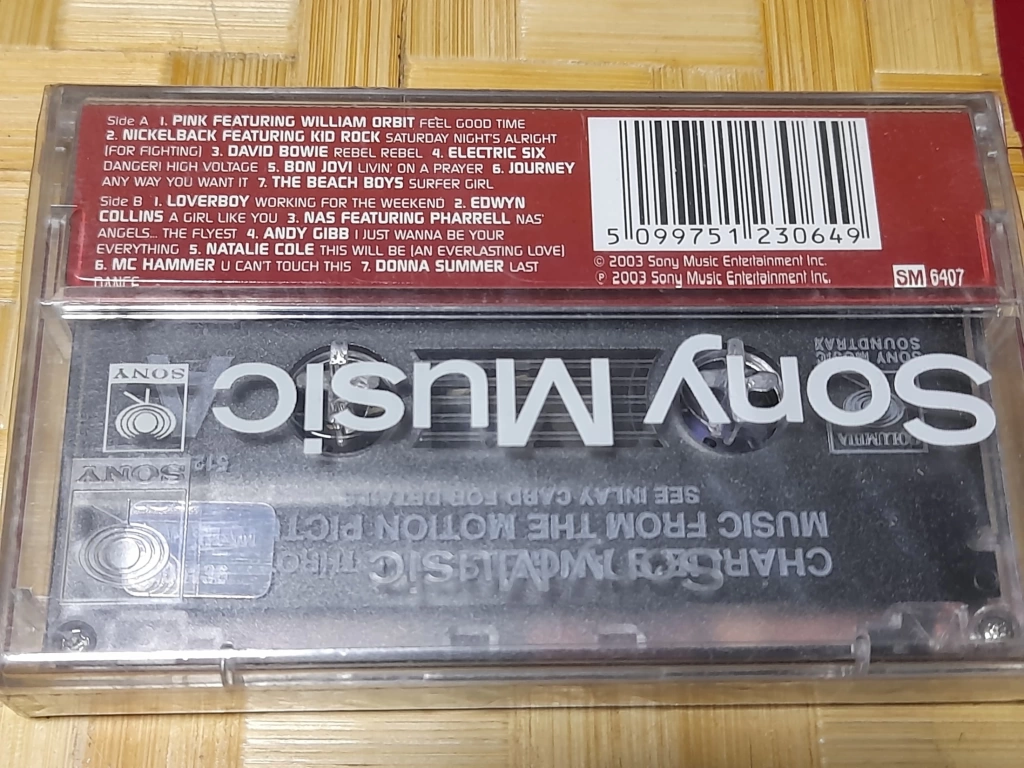 Side A 1. PINK FEATURING WILLIAM ORBIT FEEL GOOD TIME
2. NICKELBACK FEATURING KID ROCK SATURDAY NIGHT'S ALRIGHT
(FOR FIGHTING) 3. DAVID BOWIE REBEL REBEL 4. ELECTRIC SIX
DANGER! HIGH VOLTAGE 5. BON JOVI LIVIN' ON A PRAYER 6. JOURNEY
ANY WAY YOU WANT IT 7. THE BEACH BOYS SURFER GIRL
Side B 1. LOVERBOY WORKING FOR THE WEEKEND 2. EDWYN
COLLINS A GIRL LIKE YOU 3. NAS FEATURING PHARRELL NAS'
ANGELS... THE FLYEST 4. ANDY GIBB I JUST WANNA BE YOUR
EVERYTHING 5. NATALIE COLE THIS WILL BE (AN EVERLASTING LOVE)
6. MC HAMMER U CAN'T TOUCH THIS 7. DONNA SUMMER LAST
DANCE
5 099751 230649
© 2003 Sony Music Entertainment Inc.
℗ 2003 Sony Music Entertainment Inc.
SM 6407
Sony Music
SONY
SONY
SONY MUSIC
SOUNDTRAX
COLUMBIA
512
SEE INLAY CARD FOR DETAILS
MUSIC FROM THE MOTION PICT